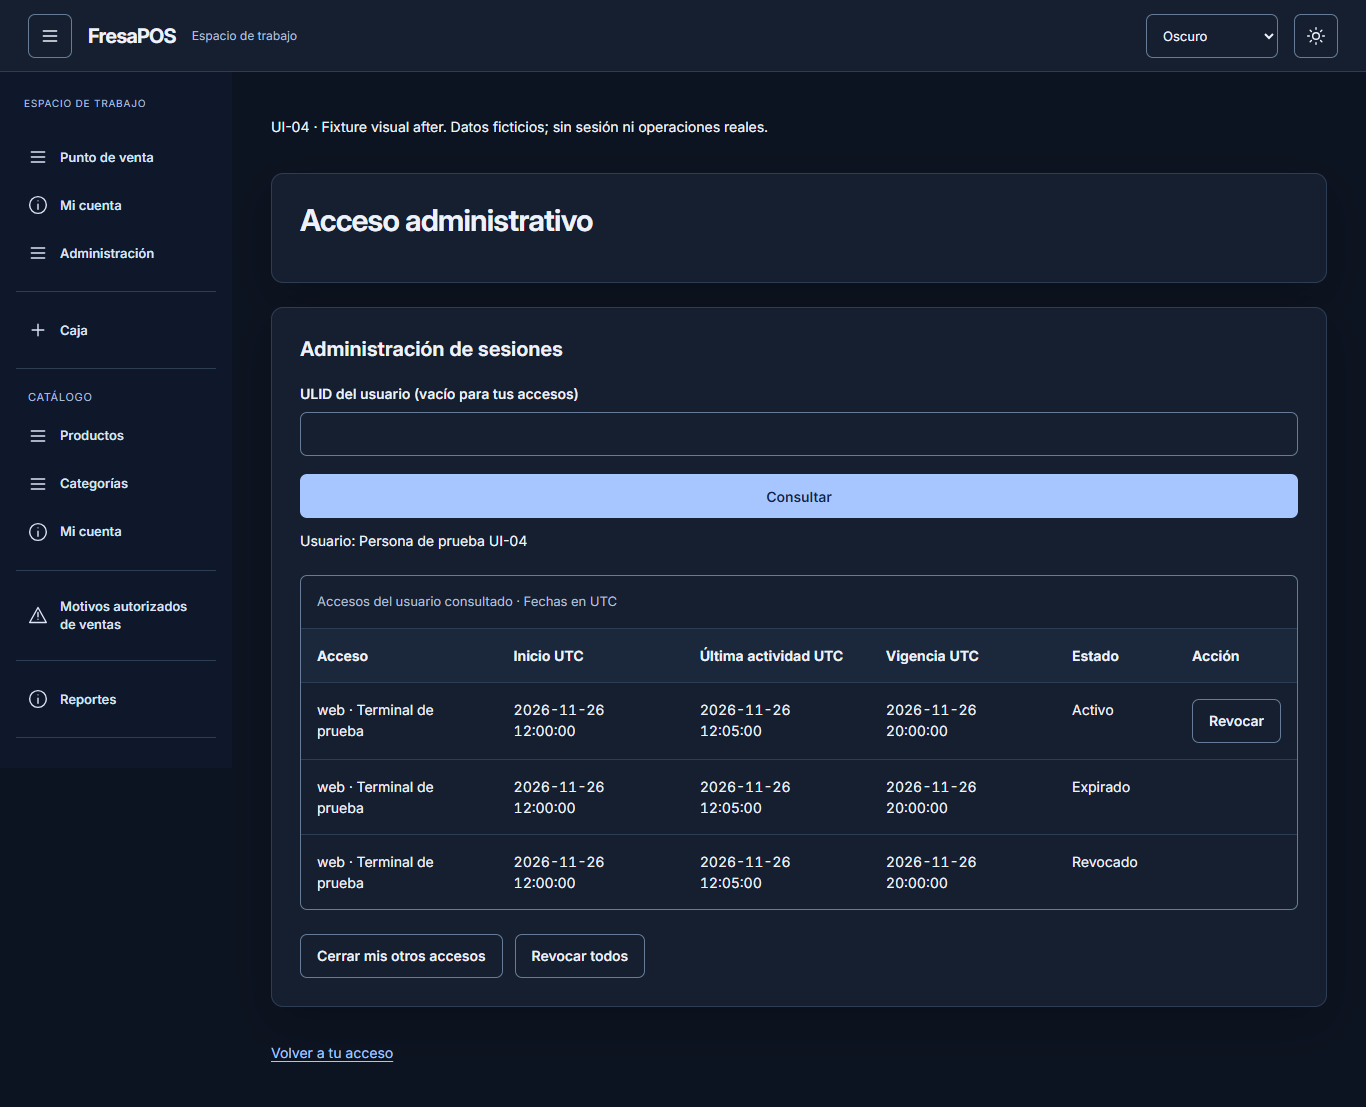 FresaPOS
Espacio de trabajo
Oscuro
ESPACIO DE TRABAJO
Punto de venta
Mi cuenta
Administración
Caja
CATÁLOGO
Productos
Categorías
Mi cuenta
Motivos autorizados
de ventas
Reportes
UI-04 · Fixture visual after. Datos ficticios; sin sesión ni operaciones reales.
Acceso administrativo
Administración de sesiones
ULID del usuario (vacío para tus accesos)
Consultar
Usuario: Persona de prueba UI-04
Accesos del usuario consultado · Fechas en UTC
Acceso Inicio UTC Última actividad UTC Vigencia UTC Estado Acción
web · Terminal de 2026-11-26 2026-11-26 2026-11-26 Activo Revocar
prueba 12:00:00 12:05:00 20:00:00
web · Terminal de 2026-11-26 2026-11-26 2026-11-26 Expirado
prueba 12:00:00 12:05:00 20:00:00
web · Terminal de 2026-11-26 2026-11-26 2026-11-26 Revocado
prueba 12:00:00 12:05:00 20:00:00
Cerrar mis otros accesos Revocar todos
Volver a tu acceso